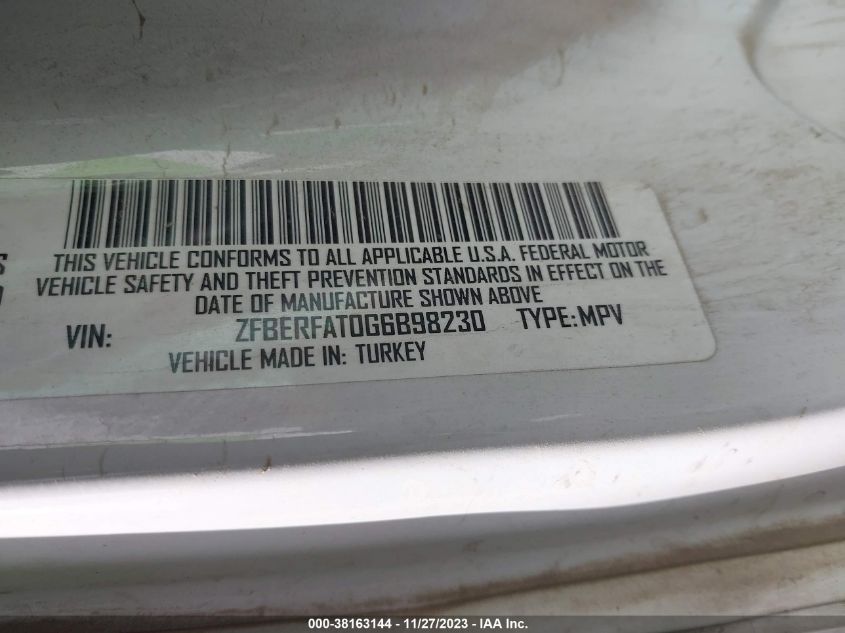 THIS VEHICLE CONFORMS TO ALL APPLICABLE U.S.A. FEDERAL MOTOR
VEHICLE SAFETY AND THEFT PREVENTION STANDARDS IN EFFECT ON THE
DATE OF MANUFACTURE SHOWN ABOVE
VIN: ZFBERFAT0G6B98230 TYPE: MPV
VEHICLE MADE IN: TURKEY
000-38163144 - 11/27/2023 - IAA Inc.